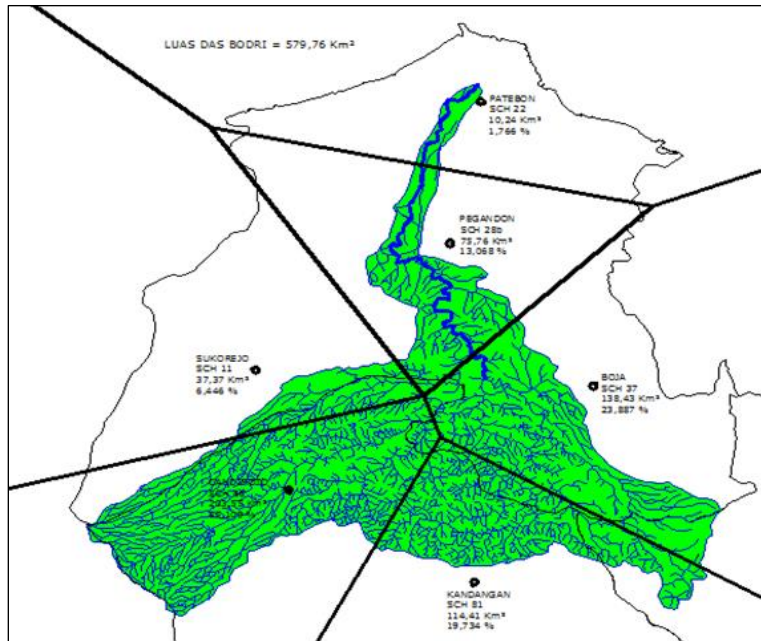 LUAS DAS BODRI = 579,76 Km²
PATEBON
SCH 22
10,24 Km²
1,766 %
PEGANDON
SCH 28b
75,76 Km²
13,068 %
SUKOREJO
SCH 11
37,37 Km²
6,446 %
BOJA
SCH 37
138,43 Km²
23,887 %
KANDANGAN
SCH 81
114,41 Km²
19,734 %